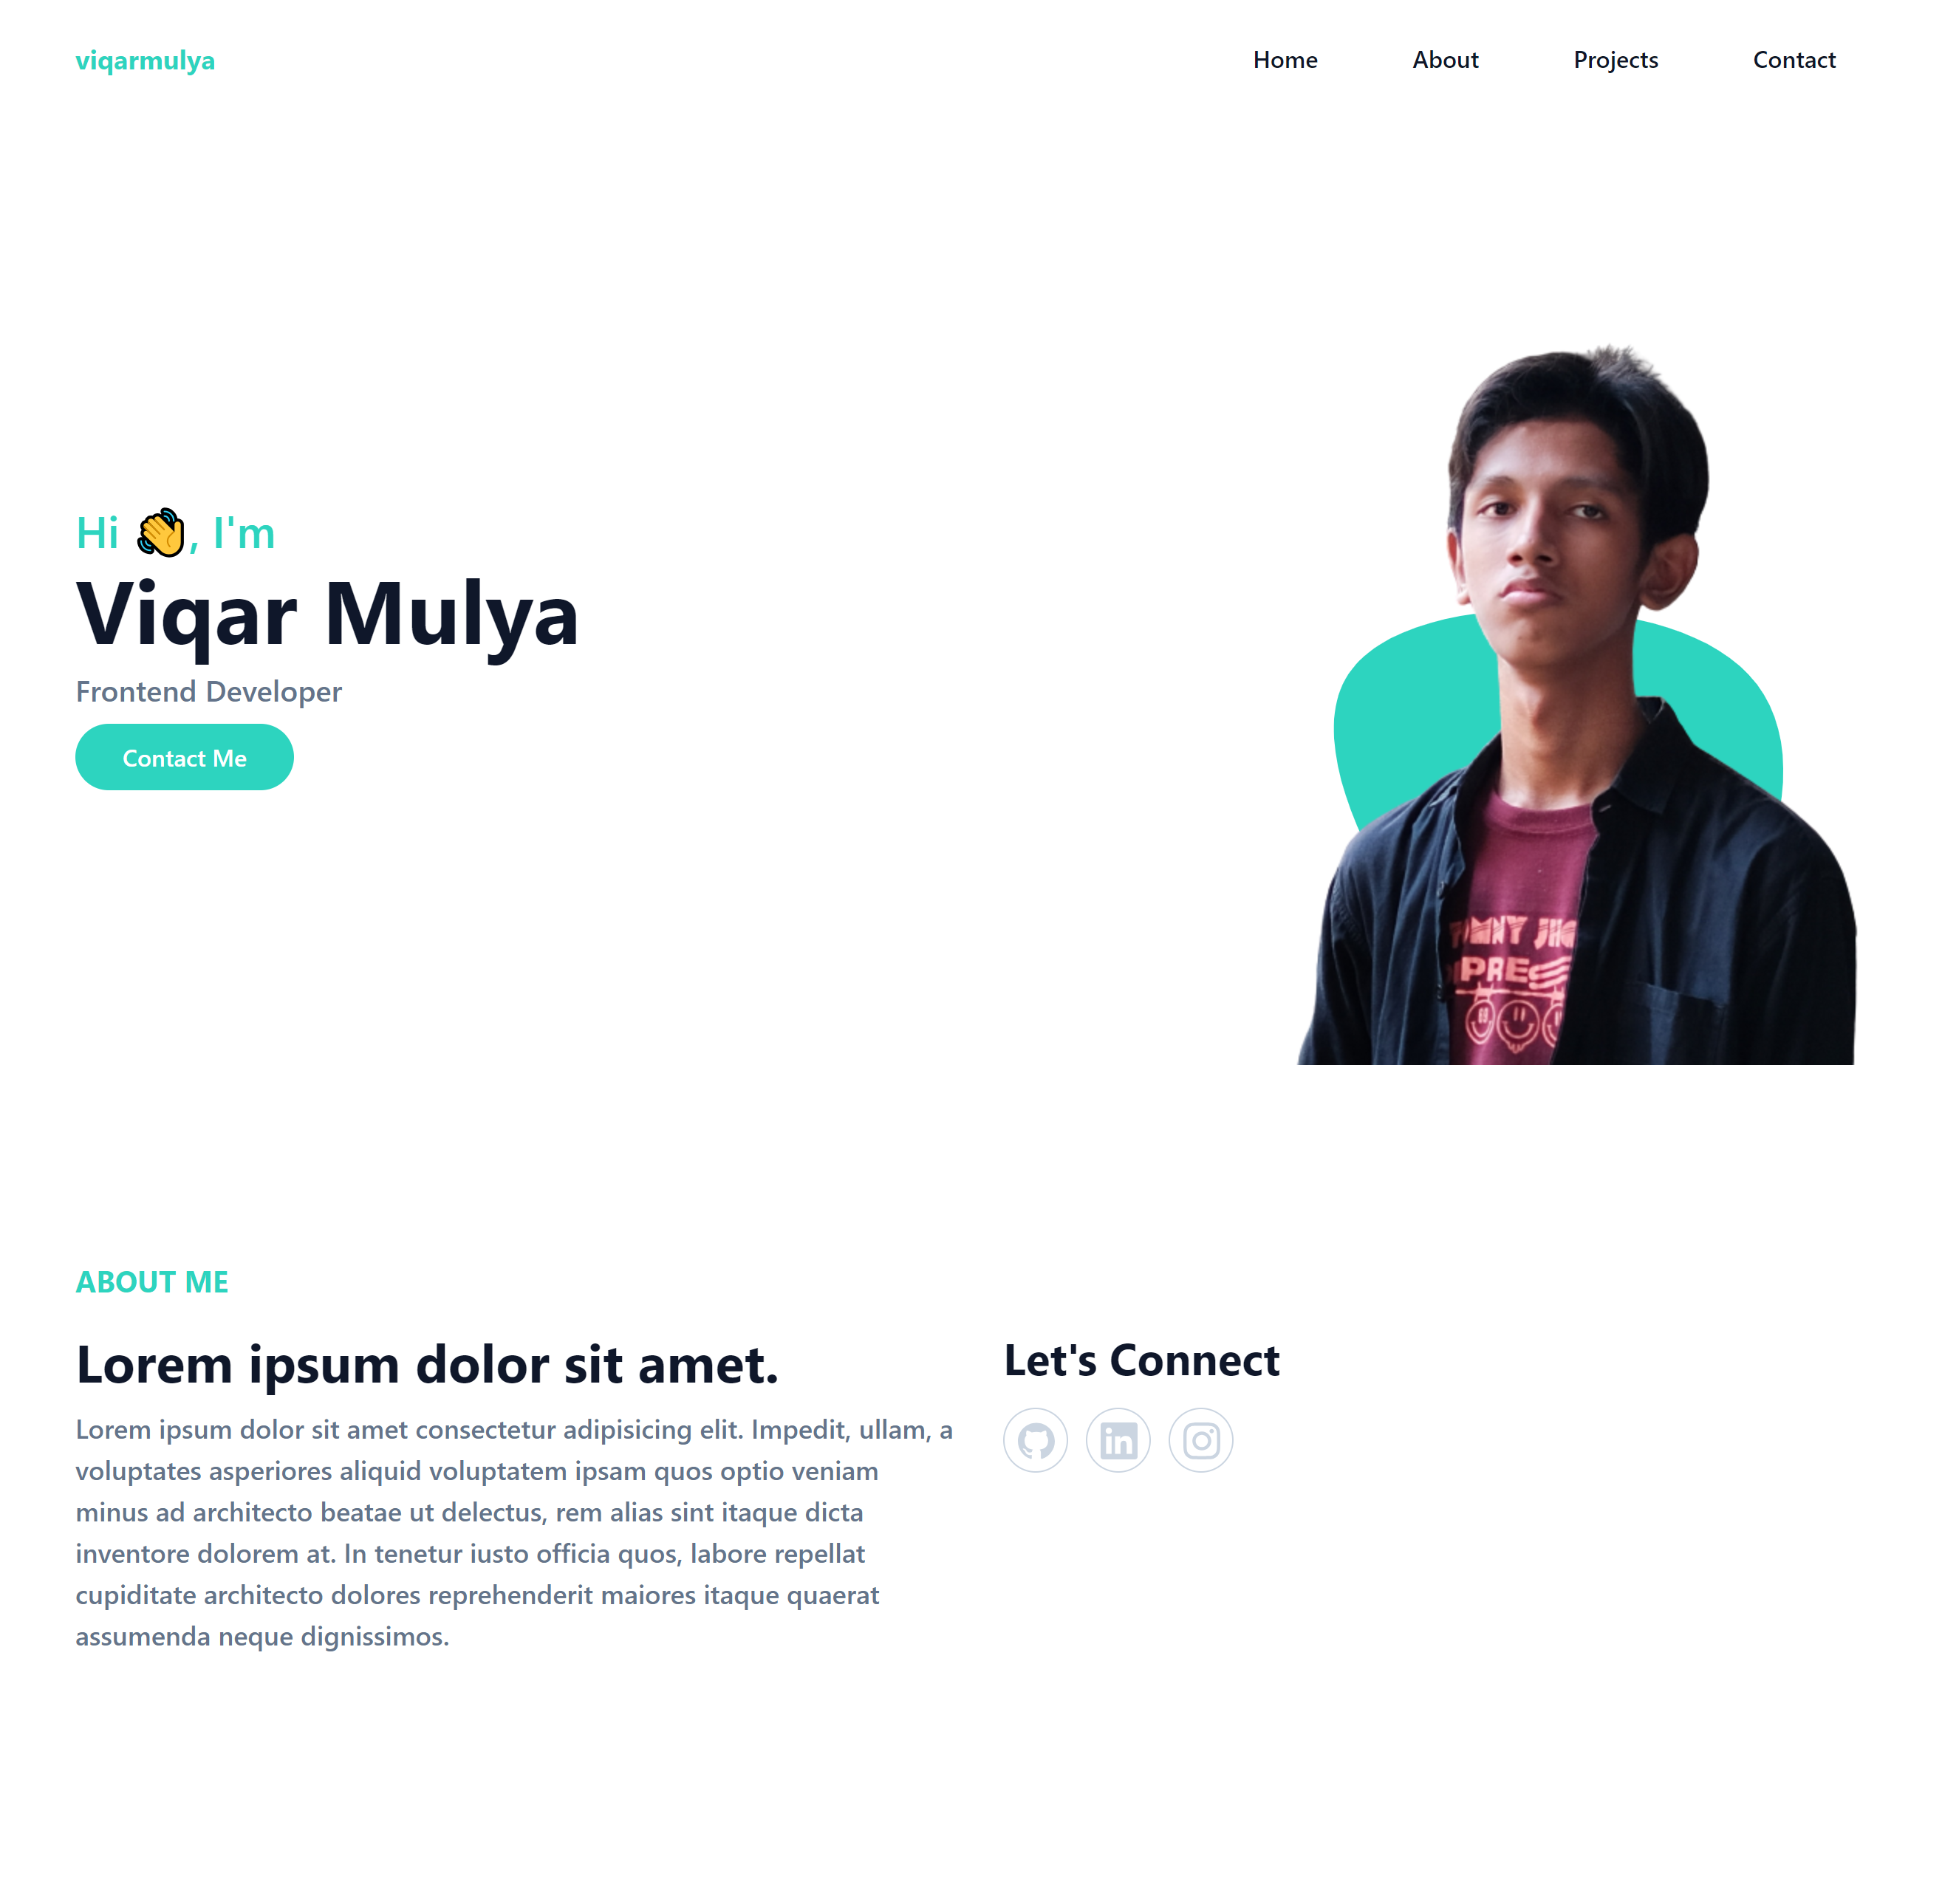 viqarmulya
Home About Projects Contact
Hi 👋, I'm
Viqar Mulya
Frontend Developer
Contact Me
ABOUT ME
Lorem ipsum dolor sit amet.
Lorem ipsum dolor sit amet consectetur adipisicing elit. Impedit, ullam, a
voluptates asperiores aliquid voluptatem ipsam quos optio veniam
minus ad architecto beatae ut delectus, rem alias sint itaque dicta
inventore dolorem at. In tenetur iusto officia quos, labore repellat
cupiditate architecto dolores reprehenderit maiores itaque quaerat
assumenda neque dignissimos.
Let's Connect
in